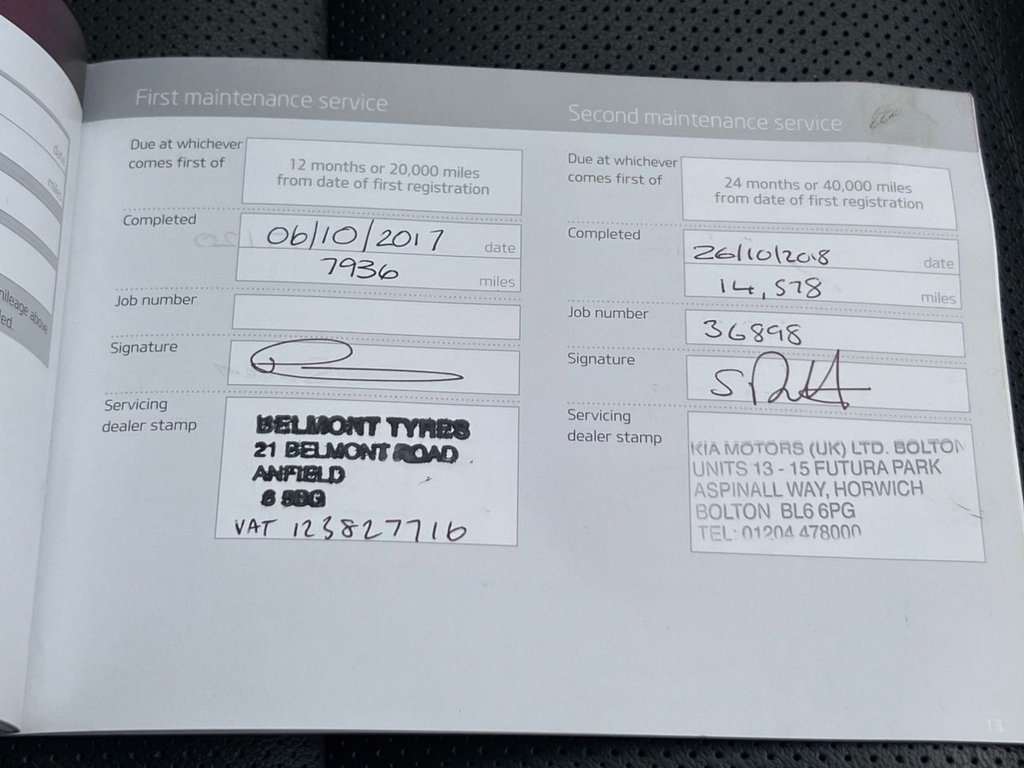 First maintenance service
Due at whichever
comes first of
12 months or 20,000 miles
from date of first registration
Completed
06/10/2017 date
7936 miles
Job number
Signature
Servicing
dealer stamp
BELMONT TYRES
21 BELMONT ROAD
ANFIELD
VAT 123827716
Second maintenance service
Due at whichever
comes first of
24 months or 40,000 miles
from date of first registration
Completed
26/10/2018 date
14,578 miles
Job number
36898
Signature
Servicing
dealer stamp
KIA MOTORS (UK) LTD. BOLTON
UNITS 13 - 15 FUTURA PARK
ASPINALL WAY, HORWICH
BOLTON BL6 6PG
TEL: 01204 478000
15